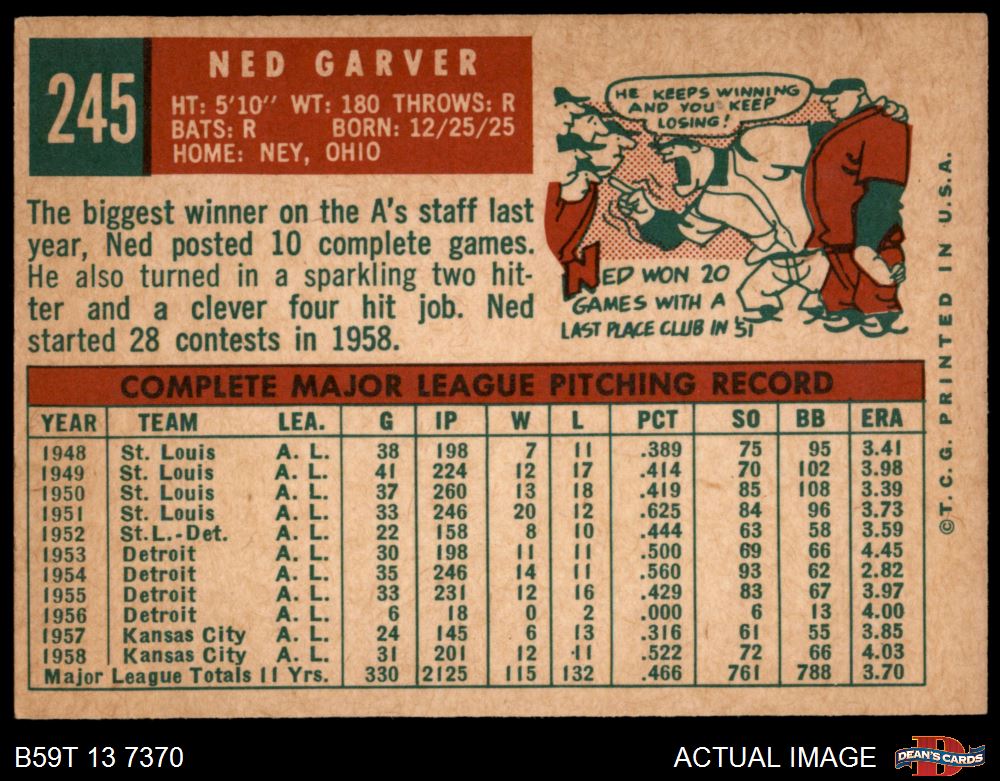 245
NED GARVER
HT: 5'10" WT: 180 THROWS: R
BATS: R BORN: 12/25/25
HOME: NEY, OHIO
The biggest winner on the A's staff last
year, Ned posted 10 complete games.
He also turned in a sparkling two hit-
ter and a clever four hit job. Ned
started 28 contests in 1958.
HE KEEPS WINNING
AND YOU KEEP
LOSING!
NED WON 20
GAMES WITH A
LAST PLACE CLUB IN '51
COMPLETE MAJOR LEAGUE PITCHING RECORD
YEAR TEAM LEA. G IP W L PCT SO BB ERA
1948 St. Louis A. L. 38 198 7 11 .389 75 95 3.41
1949 St. Louis A. L. 41 224 12 17 .414 70 102 3.98
1950 St. Louis A. L. 37 260 13 18 .419 85 108 3.39
1951 St. Louis A. L. 33 246 20 12 .625 84 96 3.73
1952 St.L.-Det. A. L. 22 158 8 10 .444 63 58 3.59
1953 Detroit A. L. 30 198 11 11 .500 69 66 4.45
1954 Detroit A. L. 35 246 14 11 .560 93 62 2.82
1955 Detroit A. L. 33 231 12 16 .429 83 67 3.97
1956 Detroit A. L. 6 18 0 2 .000 6 13 4.00
1957 Kansas City A. L. 24 145 6 13 .316 61 55 3.85
1958 Kansas City A. L. 31 201 12 11 .522 72 66 4.03
Major League Totals 11 Yrs. 330 2125 115 132 .466 761 788 3.70
©T. C. G. PRINTED IN U.S.A.
B59T 13 7370
ACTUAL IMAGE
D
DEAN'S CARDS